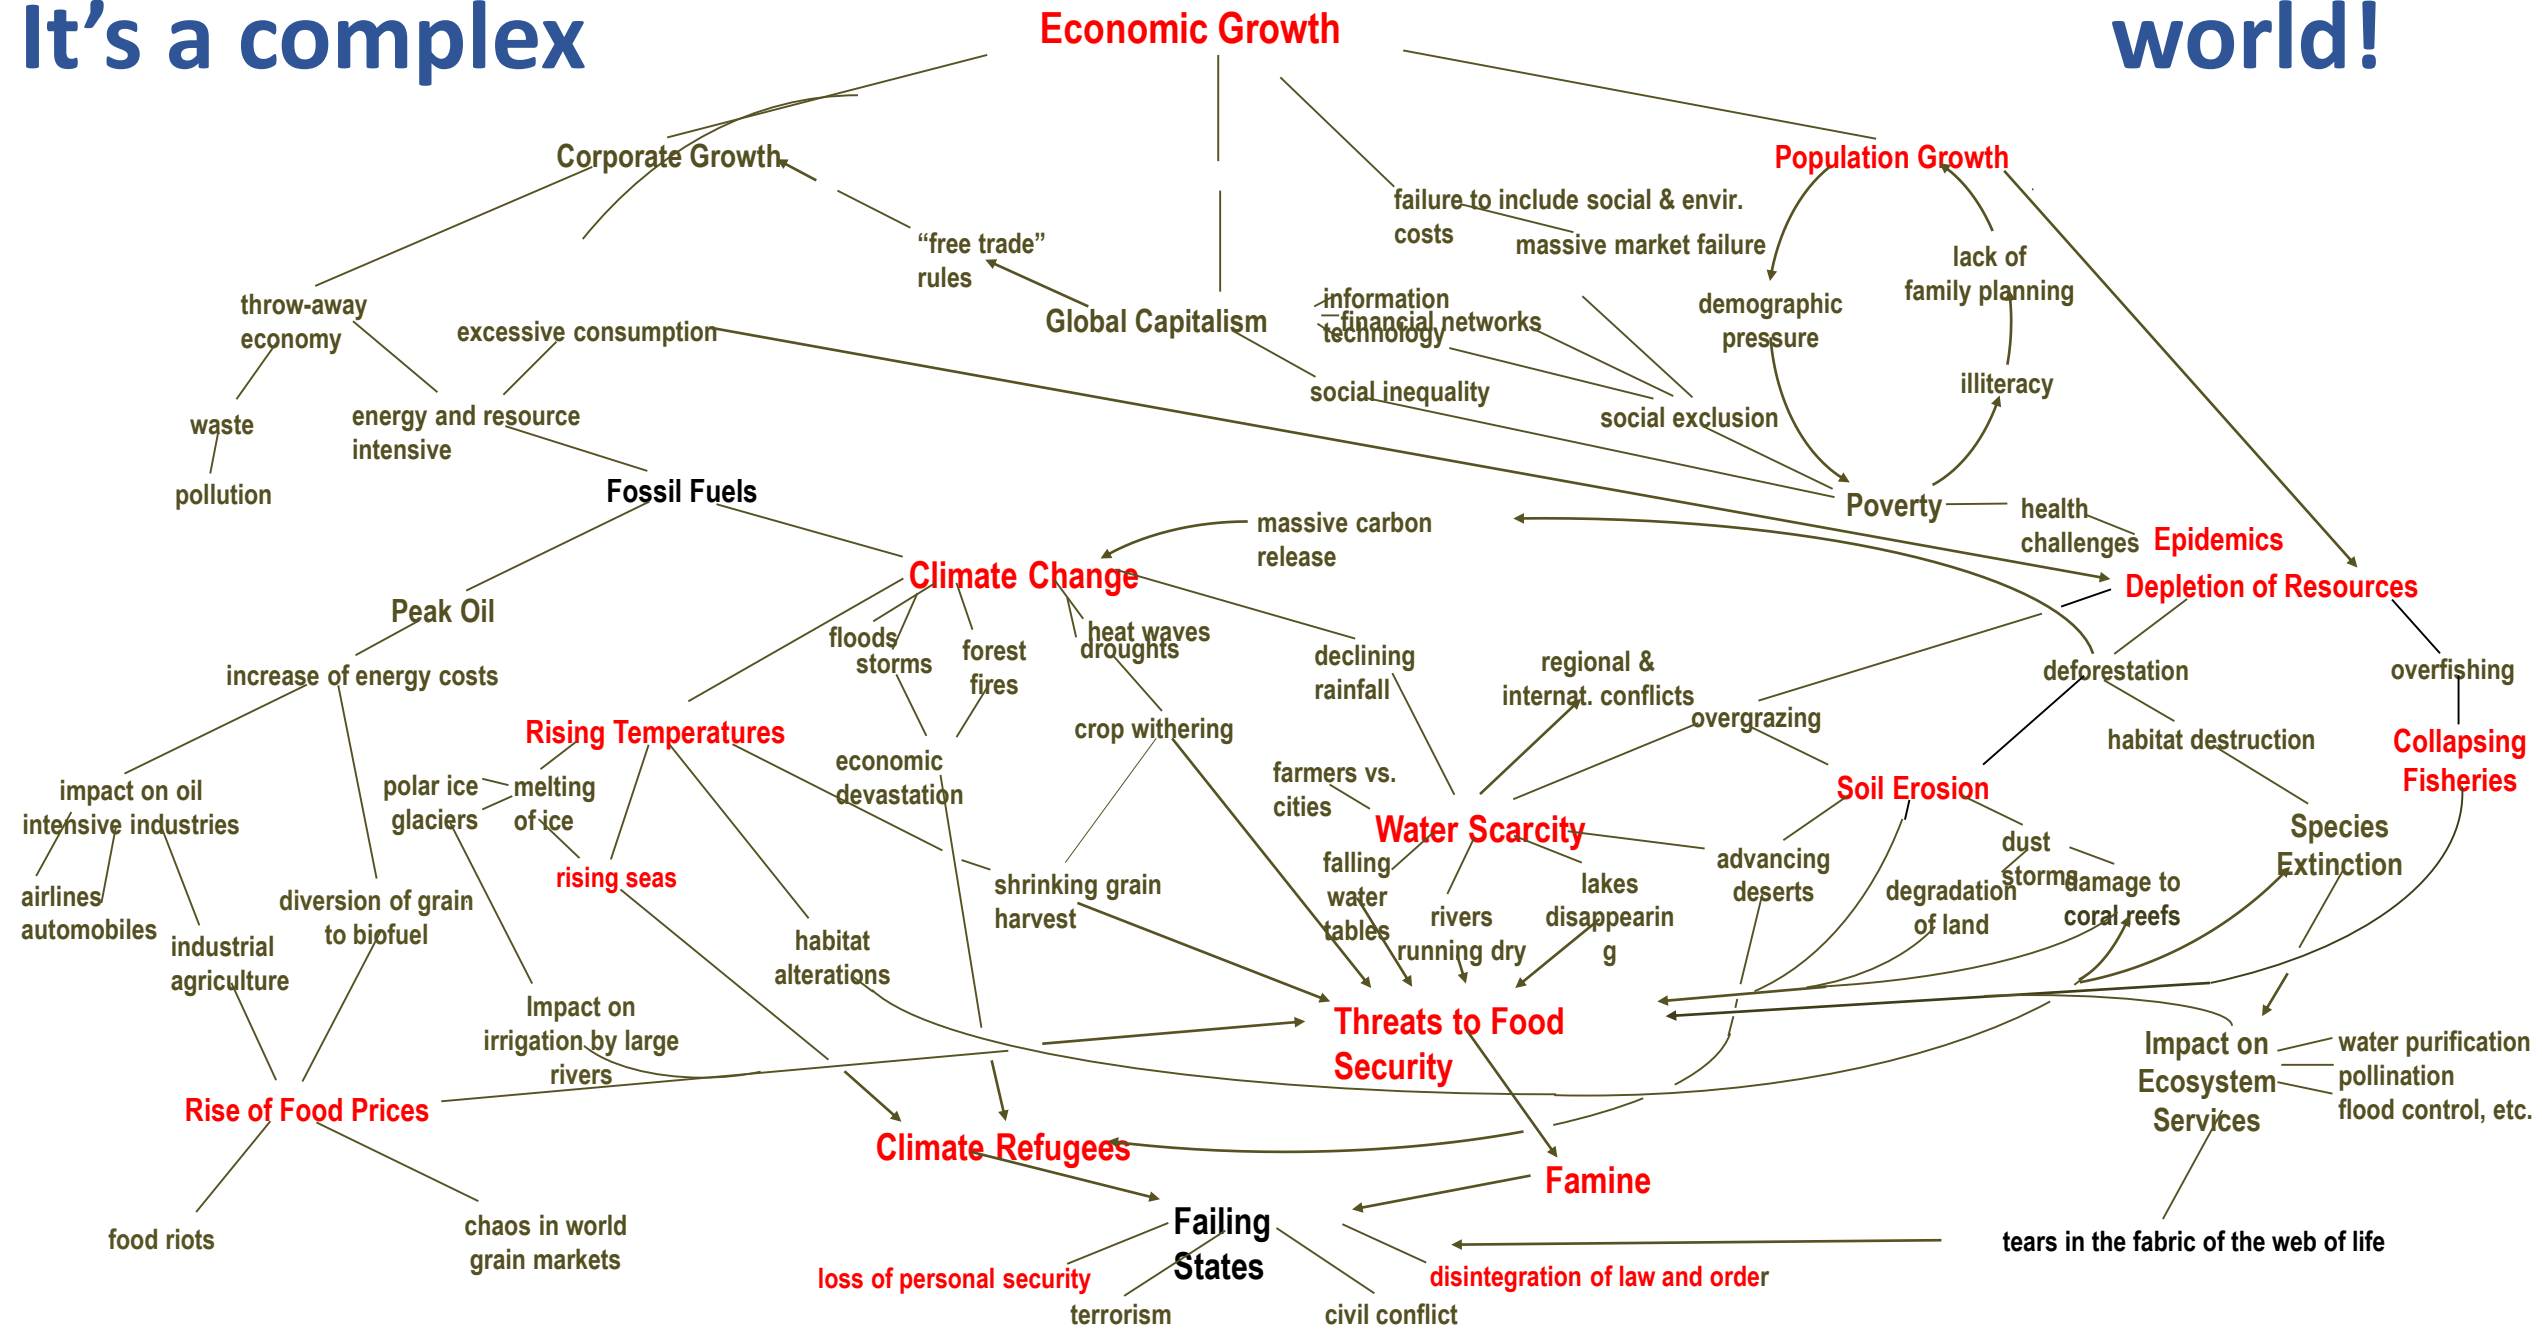 It’s a complex
world!
Economic Growth
Corporate Growth
Population Growth
failure to include social & envir.
costs
massive market failure
“free trade”
rules
lack of
family planning
throw-away
economy
excessive consumption
Global Capitalism
information
technology
financial networks
demographic
pressure
social inequality
illiteracy
social exclusion
waste
energy and resource
intensive
pollution
Fossil Fuels
Poverty
health
challenges
Epidemics
massive carbon
release
Climate Change
Depletion of Resources
Peak Oil
floods
storms
forest
fires
heat waves
droughts
declining
rainfall
regional &
internat. conflicts
deforestation
overfishing
increase of energy costs
Rising Temperatures
crop withering
overgrazing
habitat destruction
Collapsing
Fisheries
economic
devastation
farmers vs.
cities
Soil Erosion
impact on oil
intensive industries
polar ice
glaciers
melting
of ice
Water Scarcity
Species
Extinction
falling
water
tables
advancing
deserts
dust
storms
rising seas
shrinking grain
harvest
lakes
disappearin
g
rivers
running dry
degradation
of land
damage to
coral reefs
airlines
automobiles
diversion of grain
to biofuel
industrial
agriculture
habitat
alterations
Impact on
irrigation by large
rivers
Threats to Food
Security
Impact on
Ecosystem
Services
water purification
pollination
flood control, etc.
Rise of Food Prices
Climate Refugees
Famine
food riots
chaos in world
grain markets
Failing
States
tears in the fabric of the web of life
loss of personal security
disintegration of law and order
terrorism
civil conflict